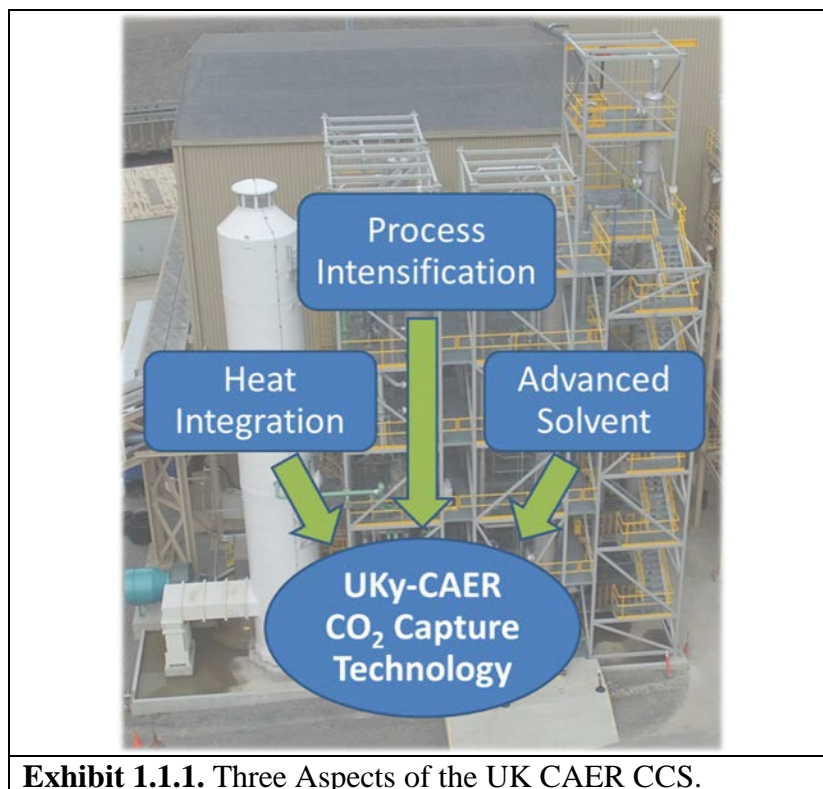 Process
Intensification
Heat
Integration
Advanced
Solvent
UKy-CAER
CO₂ Capture
Technology
Exhibit 1.1.1. Three Aspects of the UK CAER CCS.